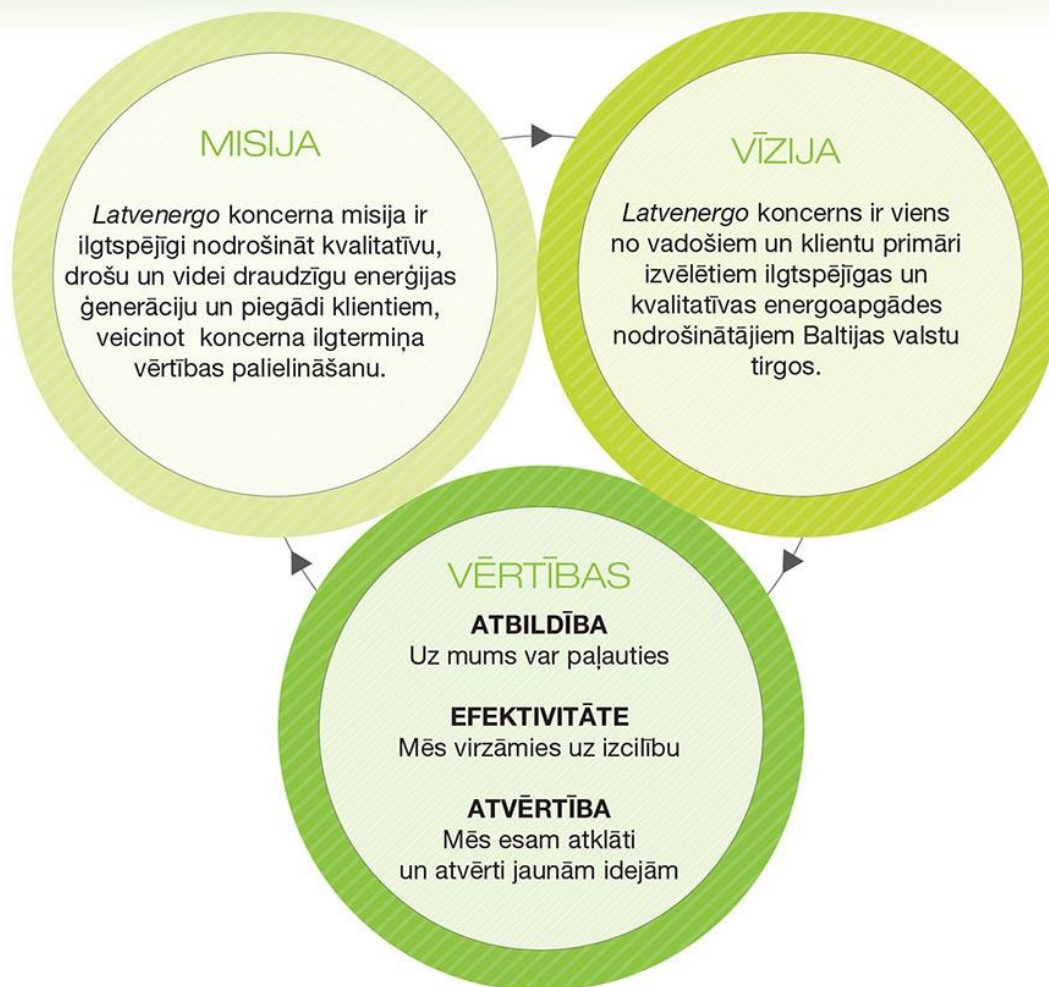 MISIJA
Latvenergo koncerna misija ir
ilgtspējīgi nodrošināt kvalitatīvu,
drošu un videi draudzīgu enerģijas
ģenerāciju un piegādi klientiem,
veicinot koncerna ilgtermiņa
vērtības palielināšanu.
VĪZIJA
Latvenergo koncerns ir viens
no vadošiem un klientu primāri
izvēlētiem ilgtspējīgas un
kvalitatīvas energoapgādes
nodrošinātājiem Baltijas valstu
tirgos.
VĒRTĪBAS
ATBILDĪBA
Uz mums var paļauties
EFEKTIVITĀTE
Mēs virzāmies uz izcilību
ATVĒRTĪBA
Mēs esam atklāti
un atvērti jaunām idejām